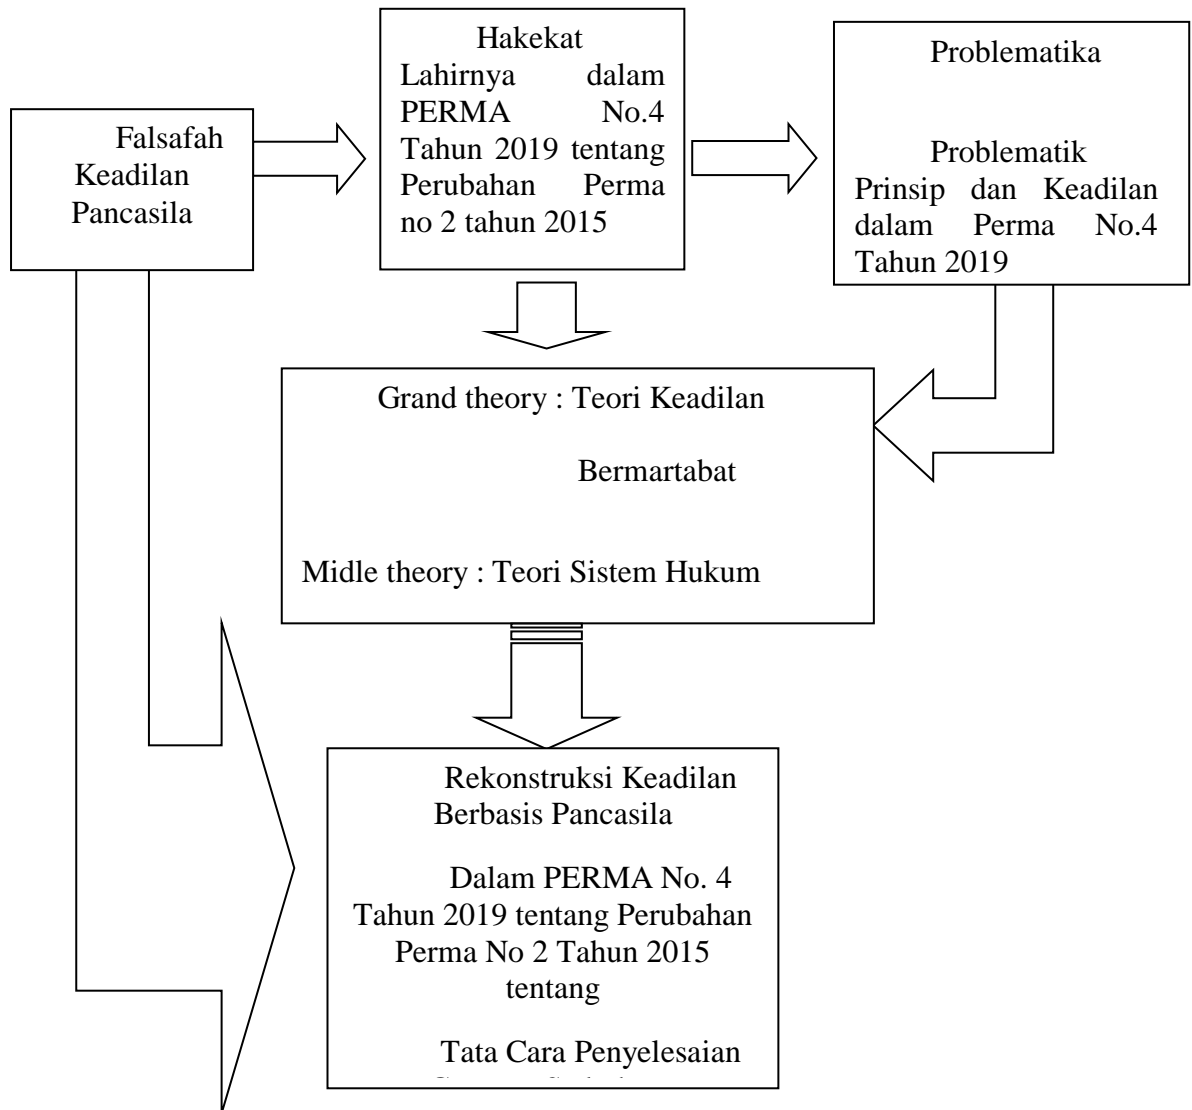 Falsafah
Keadilan
Pancasila
Hakekat
Lahirnya dalam
PERMA No.4
Tahun 2019 tentang
Perubahan Perma
no 2 tahun 2015
Problematika
Problematik
Prinsip dan Keadilan
dalam Perma No.4
Tahun 2019
Grand theory : Teori Keadilan
Bermartabat
Midle theory : Teori Sistem Hukum
Rekonstruksi Keadilan
Berbasis Pancasila
Dalam PERMA No. 4
Tahun 2019 tentang Perubahan
Perma No 2 Tahun 2015
tentang
Tata Cara Penyelesaian